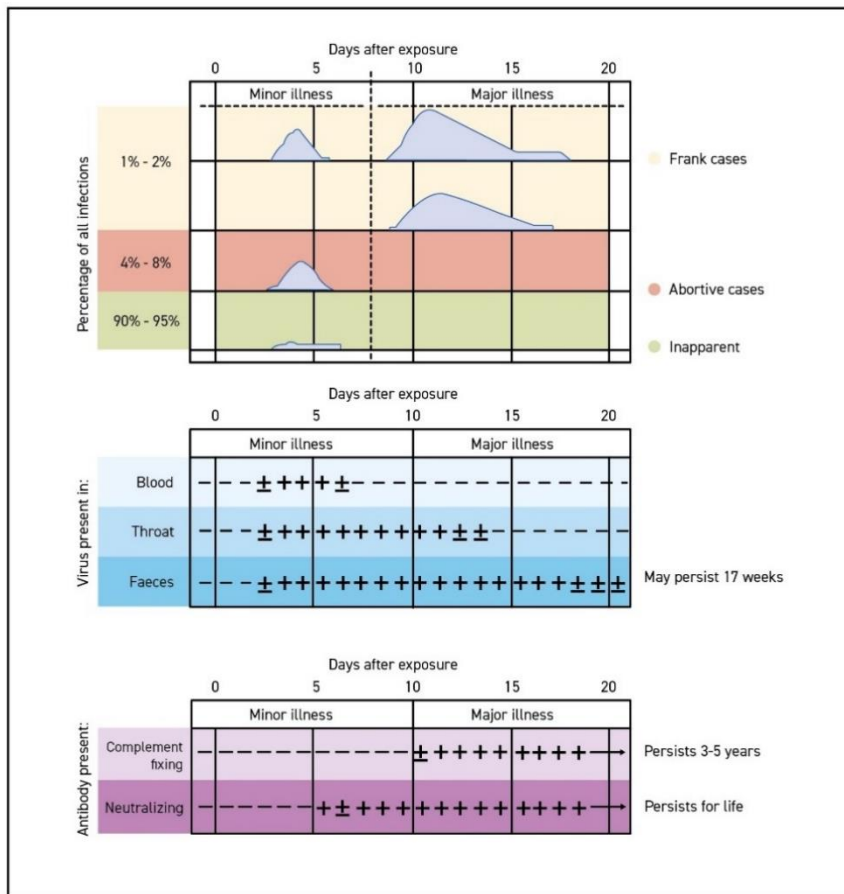 Days after exposure
0 5 10 15 20
Minor illness Major illness
Percentage of all infections
1% - 2%
Frank cases
4% - 8%
Abortive cases
90% - 95%
Inapparent
Days after exposure
0 5 10 15 20
Minor illness Major illness
Virus present in:
Blood – – – ± + + + ± – – – – – – – – – – – – – –
Throat – – – ± + + + + + + + + + ± ± – – – – – – –
Faeces – – – ± + + + + + + + + + + + + + + + ± ± ±
May persist 17 weeks
Days after exposure
0 5 10 15 20
Minor illness Major illness
Antibody present:
Complement
fixing – – – – – – – – – – – ± + + + + + + + +
Persists 3-5 years
Neutralizing – – – – – – + ± + + + + + + + + + + + +
Persists for life